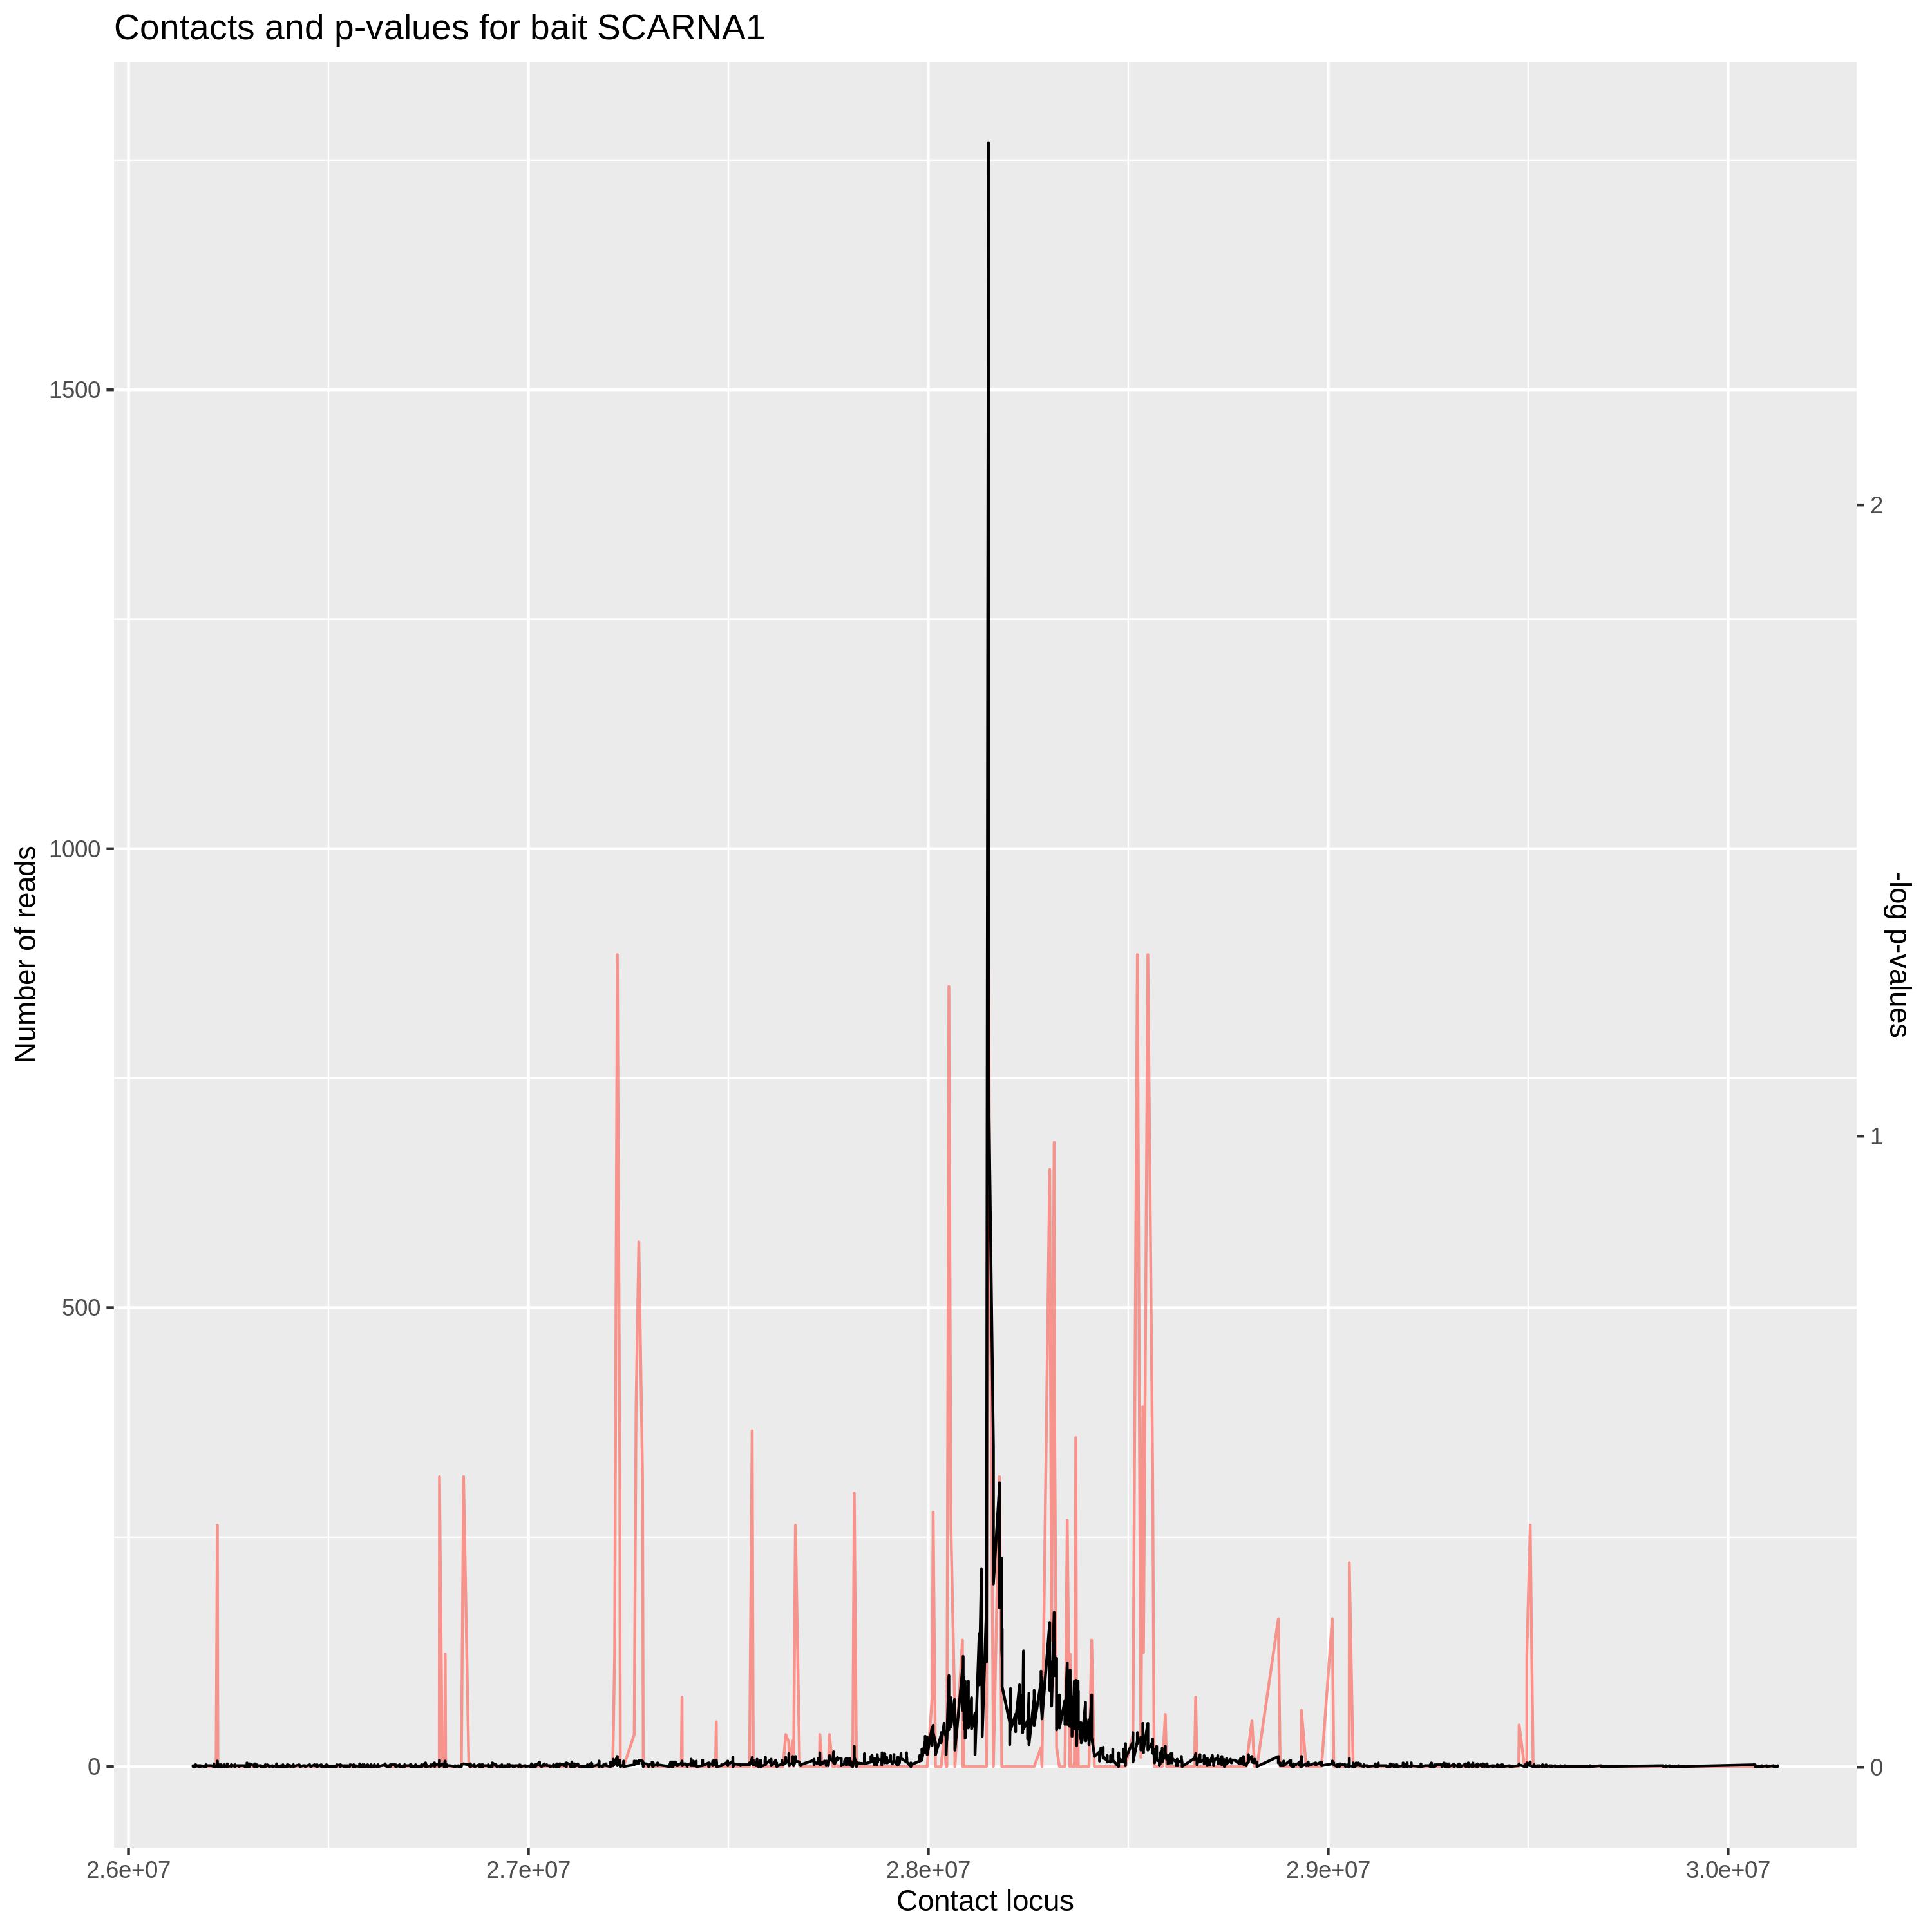 Contacts and p-values for bait SCARNA1
1500
1000
500
0
Number of reads
2
1
0
-log p-values
2.6e+07 2.7e+07 2.8e+07 2.9e+07 3.0e+07
Contact locus